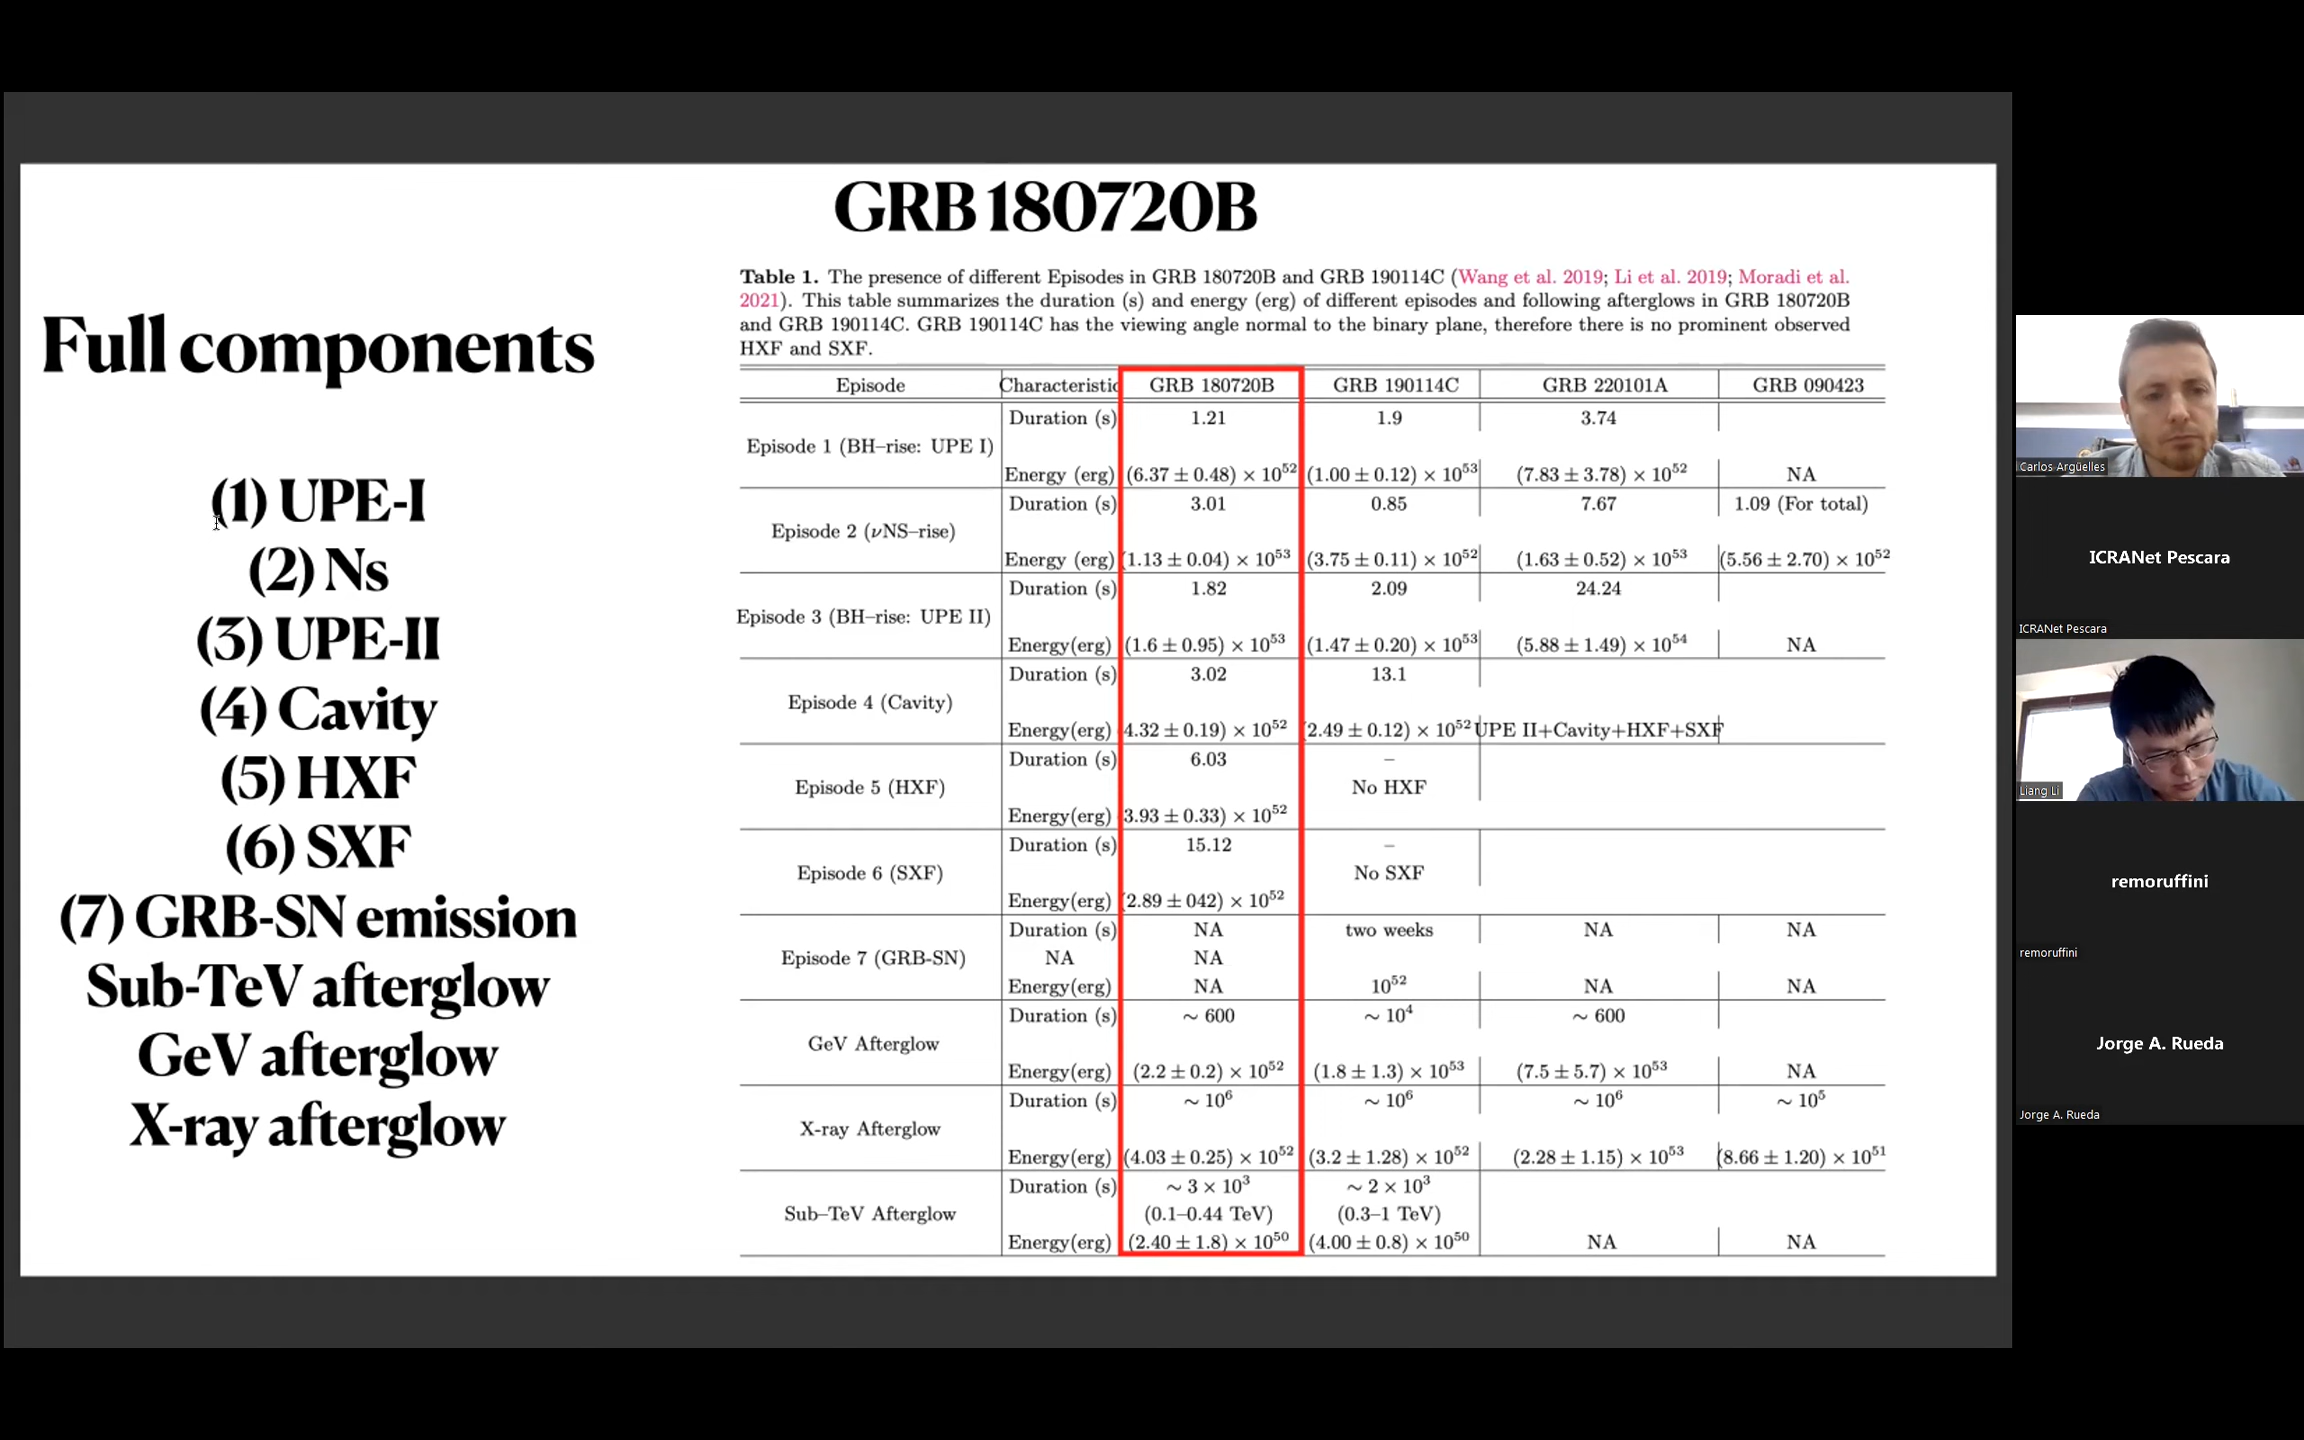 GRB 180720B
Full components
(1) UPE-I
(2) Ns
(3) UPE-II
(4) Cavity
(5) HXF
(6) SXF
(7) GRB-SN emission
Sub-TeV afterglow
GeV afterglow
X-ray afterglow
Table 1. The presence of different Episodes in GRB 180720B and GRB 190114C (Wang et al. 2019; Li et al. 2019; Moradi et al.
2021). This table summarizes the duration (s) and energy (erg) of different episodes and following afterglows in GRB 180720B
and GRB 190114C. GRB 190114C has the viewing angle normal to the binary plane, therefore there is no prominent observed
HXF and SXF.
Episode Characteristic GRB 180720B GRB 190114C GRB 220101A GRB 090423
Duration (s) 1.21 1.9 3.74
Episode 1 (BH–rise: UPE I)
Energy (erg) (6.37 ± 0.48) × 10^52 (1.00 ± 0.12) × 10^53 (7.83 ± 3.78) × 10^52 NA
Duration (s) 3.01 0.85 7.67 1.09 (For total)
Episode 2 (νNS–rise)
Energy (erg) (1.13 ± 0.04) × 10^53 (3.75 ± 0.11) × 10^52 (1.63 ± 0.52) × 10^53 (5.56 ± 2.70) × 10^52
Duration (s) 1.82 2.09 24.24
Episode 3 (BH–rise: UPE II)
Energy(erg) (1.6 ± 0.95) × 10^53 (1.47 ± 0.20) × 10^53 (5.88 ± 1.49) × 10^54 NA
Duration (s) 3.02 13.1
Episode 4 (Cavity)
Energy(erg) (4.32 ± 0.19) × 10^52 (2.49 ± 0.12) × 10^52 UPE II+Cavity+HXF+SXF
Duration (s) 6.03 –
Episode 5 (HXF) No HXF
Energy(erg) (3.93 ± 0.33) × 10^52
Duration (s) 15.12 –
Episode 6 (SXF) No SXF
Energy(erg) (2.89 ± 042) × 10^52
Duration (s) NA two weeks NA NA
Episode 7 (GRB-SN) NA NA
Energy(erg) NA 10^52 NA NA
Duration (s) ~ 600 ~ 10^4 ~ 600
GeV Afterglow
Energy(erg) (2.2 ± 0.2) × 10^52 (1.8 ± 1.3) × 10^53 (7.5 ± 5.7) × 10^53 NA
Duration (s) ~ 10^6 ~ 10^6 ~ 10^6 ~ 10^5
X-ray Afterglow
Energy(erg) (4.03 ± 0.25) × 10^52 (3.2 ± 1.28) × 10^52 (2.28 ± 1.15) × 10^53 (8.66 ± 1.20) × 10^51
Duration (s) ~ 3 × 10^3 ~ 2 × 10^3
Sub–TeV Afterglow (0.1–0.44 TeV) (0.3–1 TeV)
Energy(erg) (2.40 ± 1.8) × 10^50 (4.00 ± 0.8) × 10^50 NA NA
Carlos Argüelles
ICRANet Pescara
ICRANet Pescara
Liang Li
remoruffini
remoruffini
Jorge A. Rueda
Jorge A. Rueda